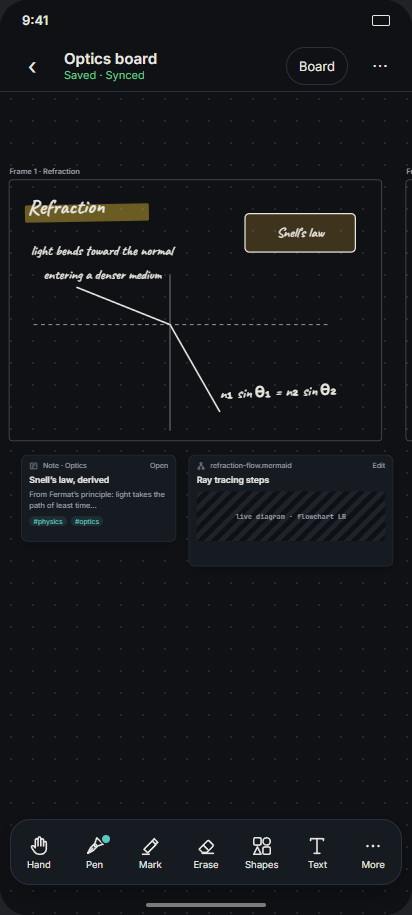 9:41
Optics board
Saved · Synced
Board
Frame 1 · Refraction
Refraction
Snell's law
light bends toward the normal
entering a denser medium
n1 sin θ1 = n2 sin θ2
Note · Optics
Open
Snell's law, derived
From Fermat's principle: light takes the
path of least time...
#physics #optics
refraction-flow.mermaid
Edit
Ray tracing steps
live diagram - flowchart LR
Hand
Pen
Mark
Erase
Shapes
Text
More